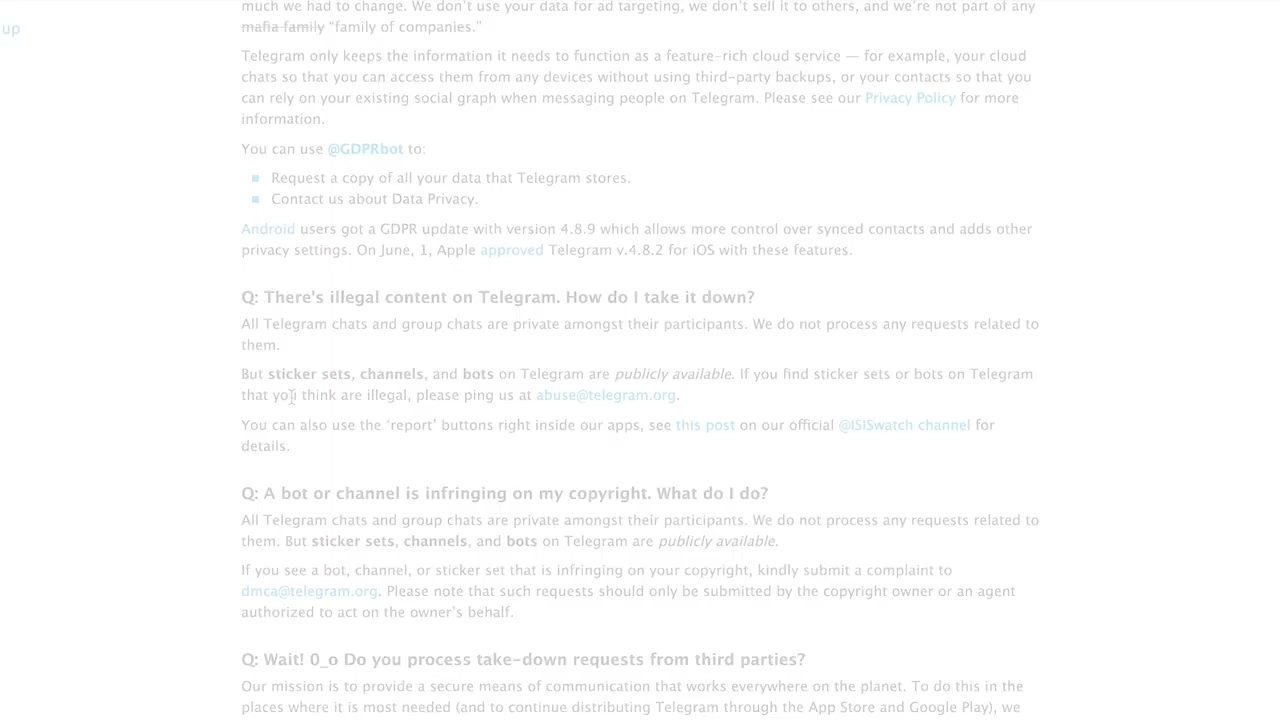 much we had to change. We don’t use your data for ad targeting, we don’t sell it to others, and we’re not part of any
up
mafia family “family of companies.”
Telegram only keeps the information it needs to function as a feature-rich cloud service — for example, your cloud
chats so that you can access them from any devices without using third-party backups, or your contacts so that you
can rely on your existing social graph when messaging people on Telegram. Please see our Privacy Policy for more
information.
You can use @GDPRbot to:
Request a copy of all your data that Telegram stores.
Contact us about Data Privacy.
Android users got a GDPR update with version 4.8.9 which allows more control over synced contacts and adds other
privacy settings. On June, 1, Apple approved Telegram v.4.8.2 for iOS with these features.
Q: There's illegal content on Telegram. How do I take it down?
All Telegram chats and group chats are private amongst their participants. We do not process any requests related to
them.
But sticker sets, channels, and bots on Telegram are publicly available. If you find sticker sets or bots on Telegram
that you think are illegal, please ping us at abuse@telegram.org.
You can also use the ‘report’ buttons right inside our apps, see this post on our official @ISISwatch channel for
details.
Q: A bot or channel is infringing on my copyright. What do I do?
All Telegram chats and group chats are private amongst their participants. We do not process any requests related to
them. But sticker sets, channels, and bots on Telegram are publicly available.
If you see a bot, channel, or sticker set that is infringing on your copyright, kindly submit a complaint to
dmca@telegram.org. Please note that such requests should only be submitted by the copyright owner or an agent
authorized to act on the owner’s behalf.
Q: Wait! 0_o Do you process take-down requests from third parties?
Our mission is to provide a secure means of communication that works everywhere on the planet. To do this in the
places where it is most needed (and to continue distributing Telegram through the App Store and Google Play), we